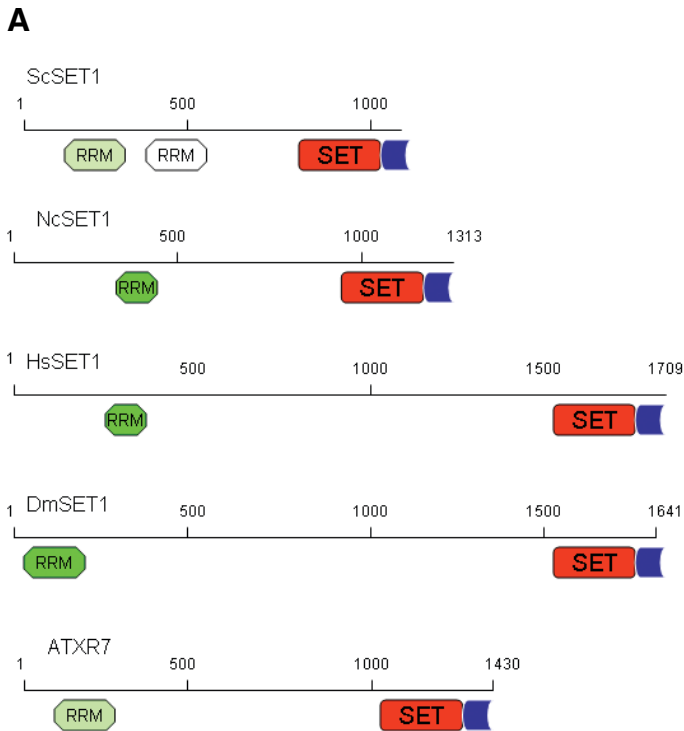 A
ScSET1
1 500 1000
RRM RRM SET
NcSET1
1 500 1000 1313
RRM SET
HsSET1
1 500 1000 1500 1709
RRM SET
DmSET1
1 500 1000 1500 1641
RRM SET
ATXR7
1 500 1000 1430
RRM SET